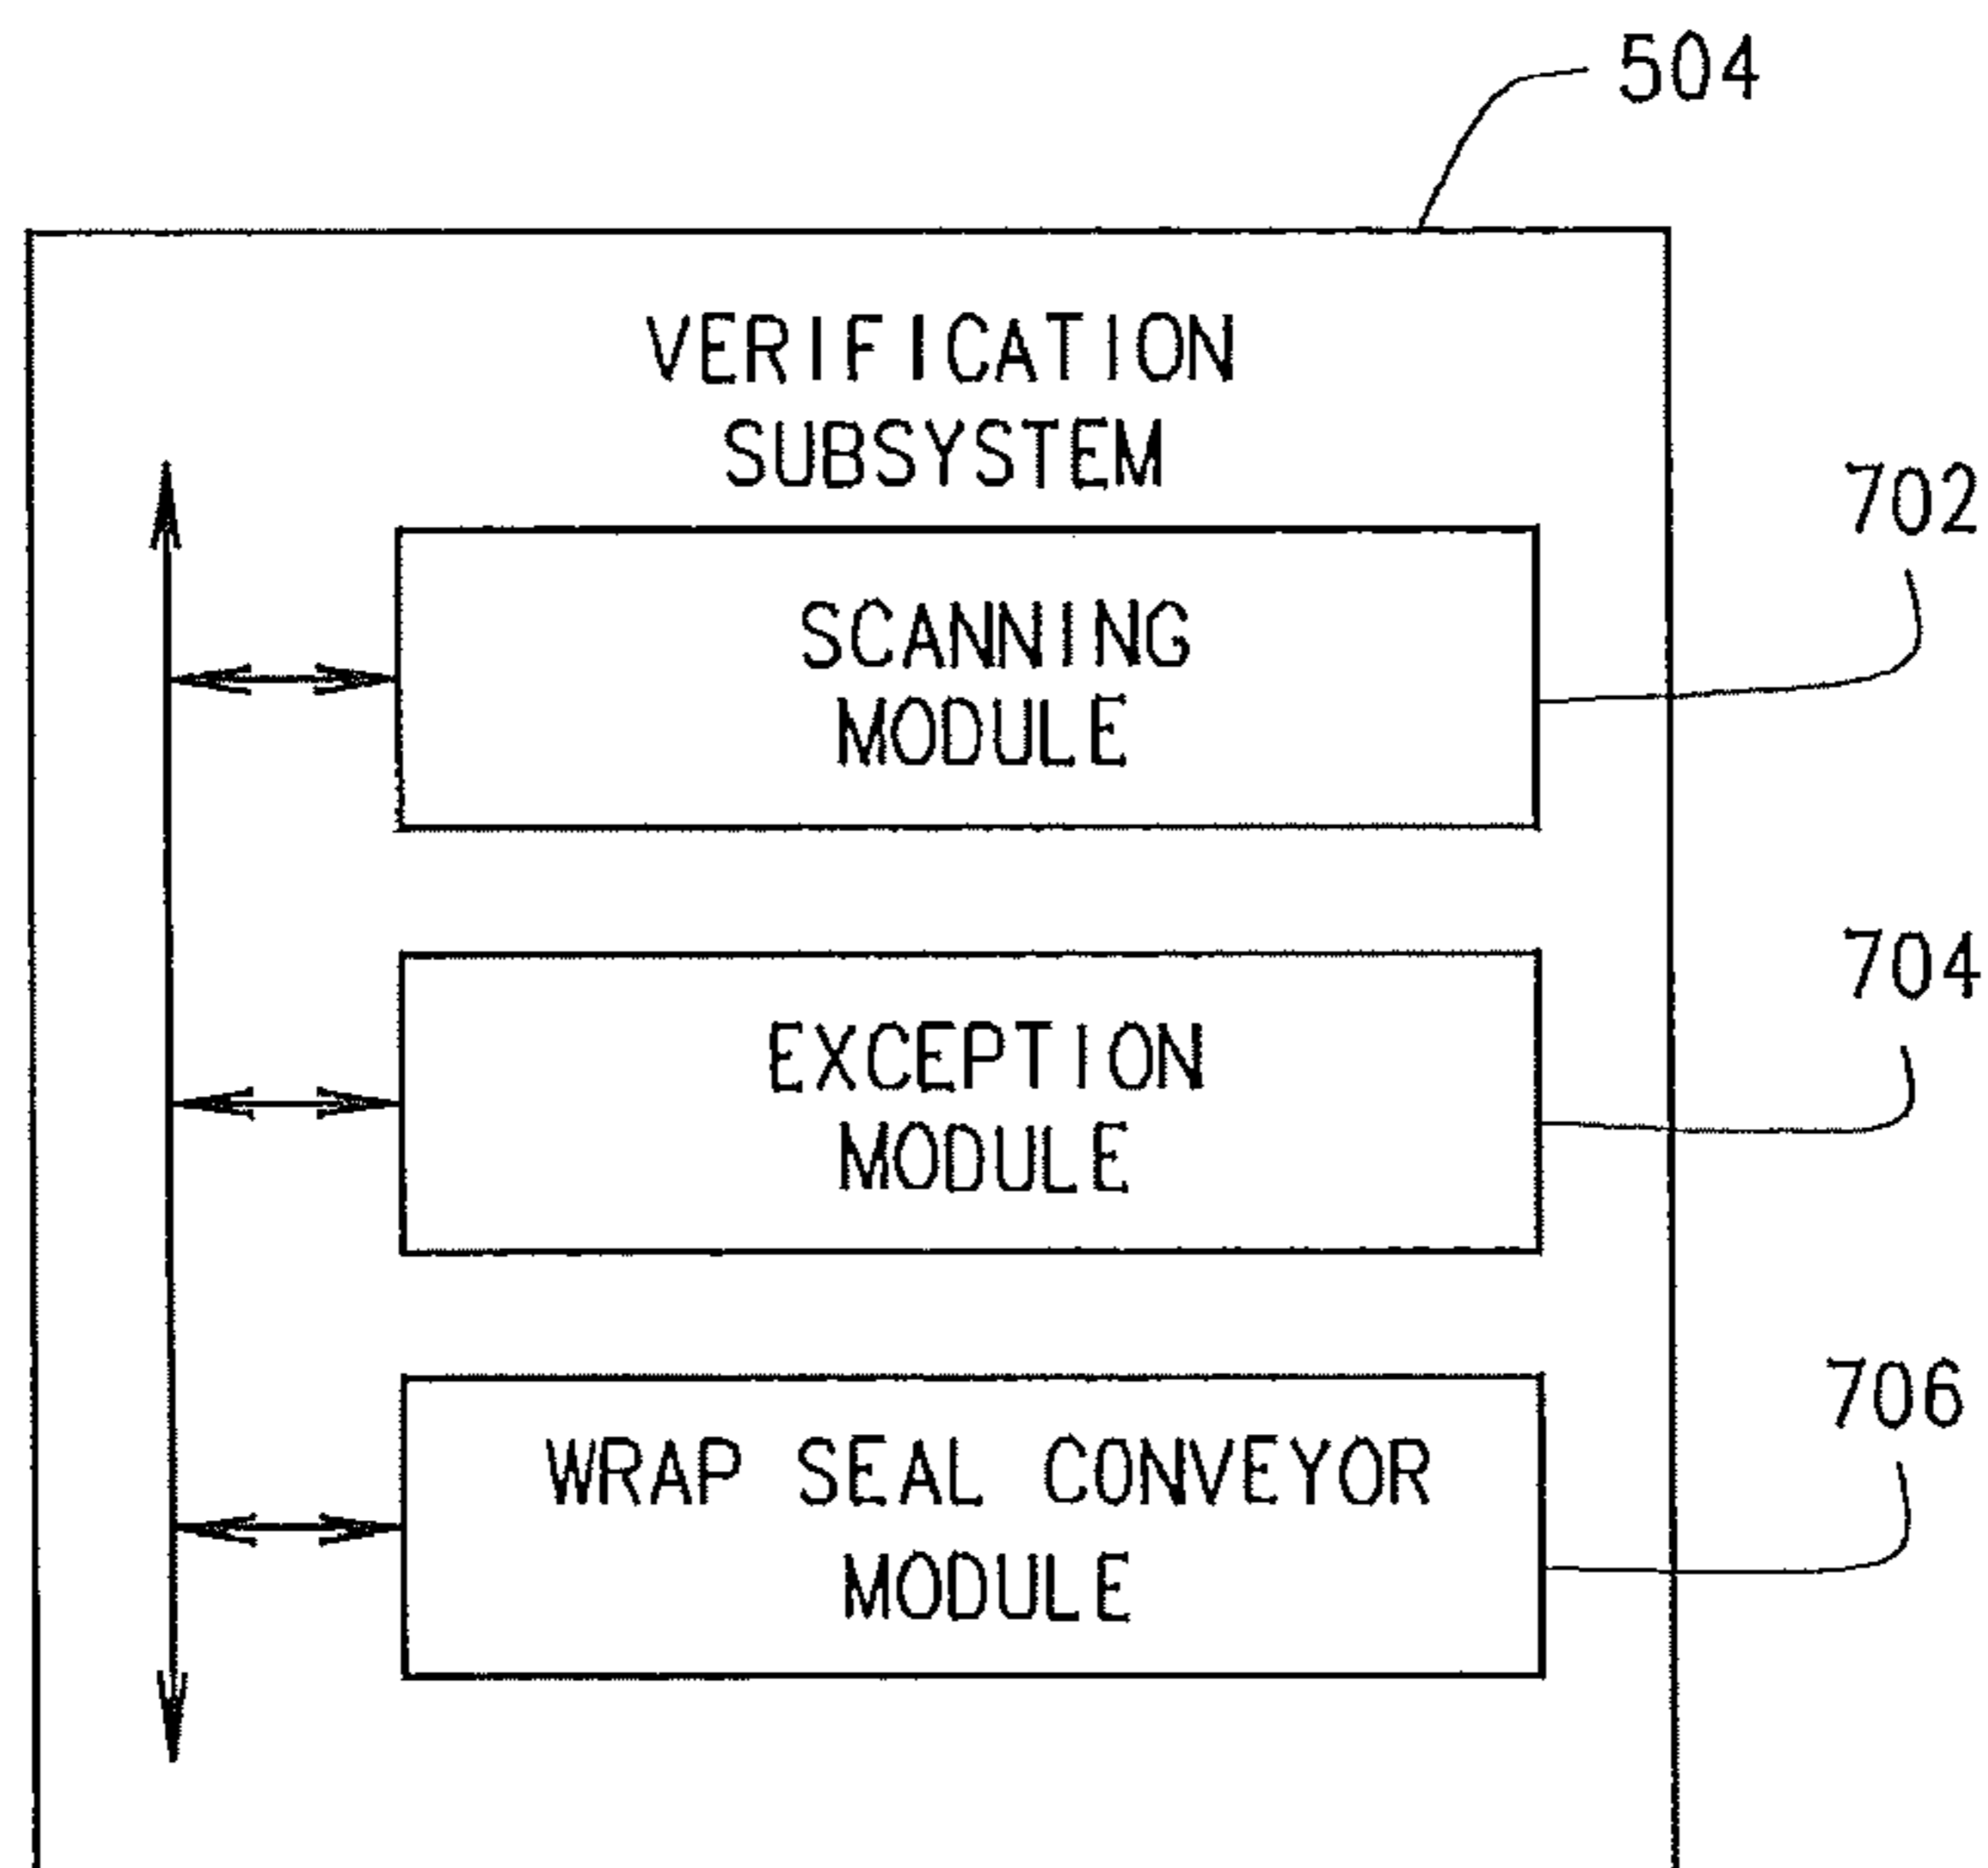 504
VERIFICATION
SUBSYSTEM
702
SCANNING
MODULE
704
EXCEPTION
MODULE
706
WRAP SEAL CONVEYOR
MODULE